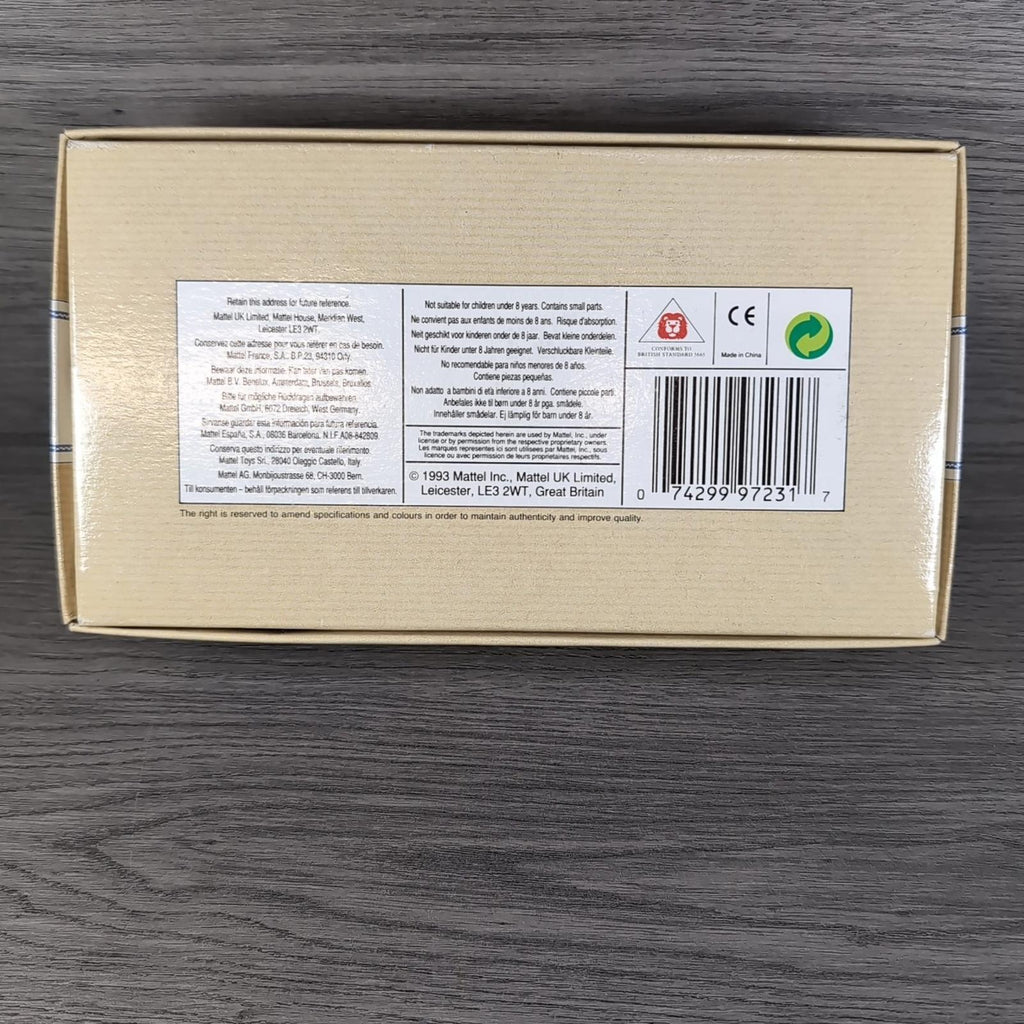 Retain this address for future reference.
Mattel UK Limited, Mattel House, Meridian West,
Leicester LE3 2WT.
Conservez cette adresse pour vous référer en cas de besoin.
Mattel France, S.A., B.P.23, 94310 Orly.
Bewaar deze informatie. Kan later van pas komen.
Mattel B.V. Benelux, Amsterdam, Brussels, Bruxelles
Bitte für mögliche Rückfragen aufbewahren.
Mattel GmbH, 6072 Dreieich, West Germany.
Sirvanse guardar esta información para futura referencia.
Mattel España, S.A., 08036 Barcelona. N.I.F.A08-842809.
Conserva questo indirizzo per eventuale riferimento.
Mattel Toys Srl., 28040 Oleggio Castello, Italy.
Mattel AG. Monbijoustrasse 68, CH-3000 Bern.
Till konsumenten – behåll förpackningen som referens till tillverkaren.
Not suitable for children under 8 years. Contains small parts.
Ne convient pas aux enfants de moins de 8 ans. Risque d'absorption.
Neit geschikt voor kinderen onder de 8 jaar. Bevat kleine onderdelen.
Nicht für Kinder unter 8 Jahren geeignet. Verschluckbare Kleinteile.
No recomendable para niños menores de 8 años.
Contiene piezas pequeñas.
Non adatto a bambini di età inferiore a 8 anni. Contiene piccole parti.
Anbefales ikke til børn under 8 år pga. smådele.
Innehåller smådelar. Ej lämplig för barn under 8 år.
The trademarks depicted herein are used by Mattel, Inc., under
license or by permission from the respective proprietary owners.
Les marques représentées ici sont utilisées par Mattel, Inc., sous
licence ou avec permission de leurs propriétaires respectifs.
© 1993 Mattel Inc., Mattel UK Limited,
Leicester, LE3 2WT, Great Britain
CONFORMS TO
BRITISH STANDARD 5665
CE
Made in China
0 74299 97231 7
The right is reserved to amend specifications and colours in order to maintain authenticity and improve quality.